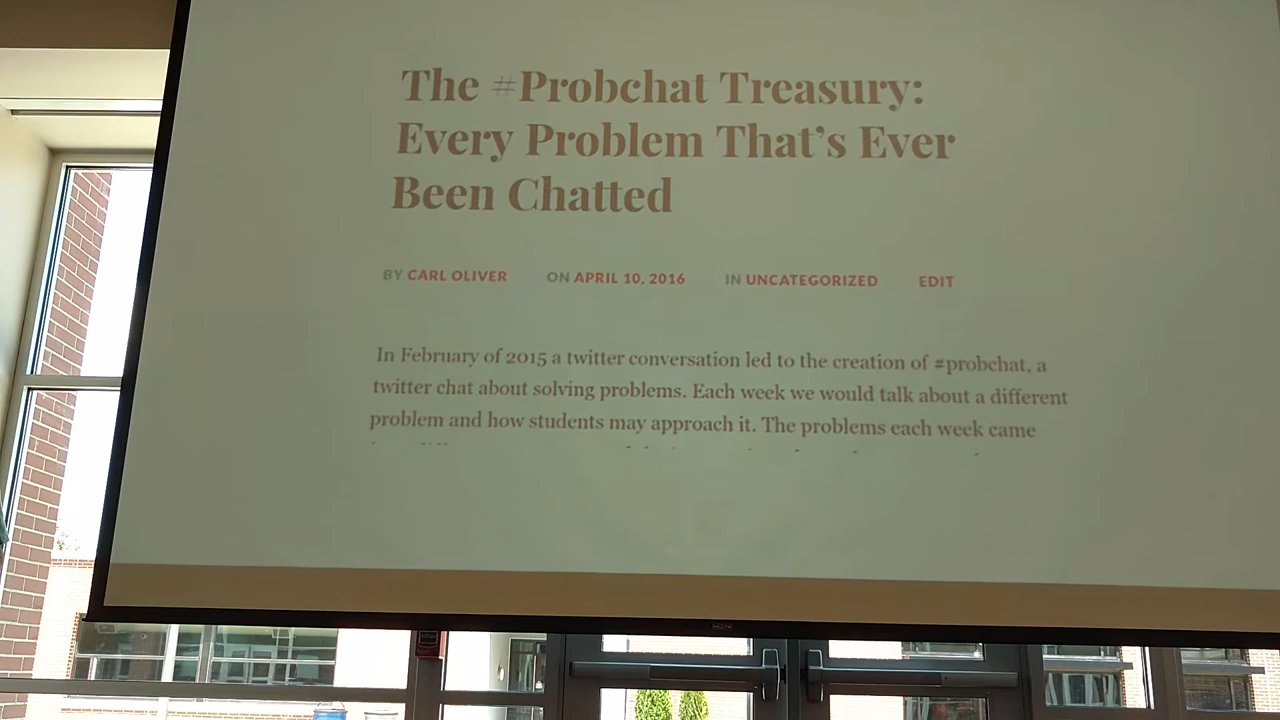 The #Probchat Treasury:
Every Problem That's Ever
Been Chatted
BY CARL OLIVER ON APRIL 10, 2016 IN UNCATEGORIZED EDIT
In February of 2015 a twitter conversation led to the creation of #probchat, a
twitter chat about solving problems. Each week we would talk about a different
problem and how students may approach it. The problems each week came